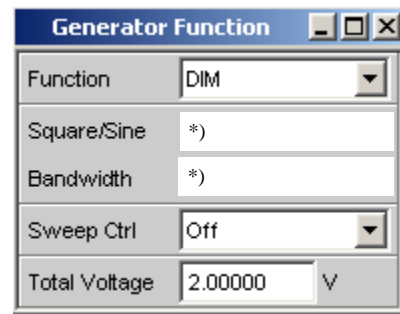 Generator Function
Function DIM
Square/Sine *)
Bandwidth *)
Sweep Ctrl Off
Total Voltage 2.00000 V